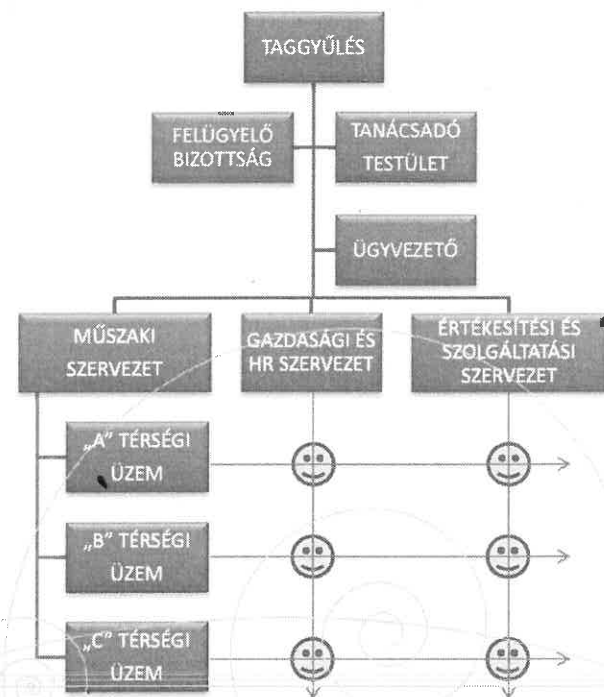 TAGGYŰLÉS
FELÜGYELŐ
BIZOTTSÁG
TANÁCSADÓ
TESTÜLET
ÜGYVEZETŐ
MŰSZAKI
SZERVEZET
GAZDASÁGI ÉS
HR SZERVEZET
ÉRTÉKESÍTÉSI ÉS
SZOLGÁLTATÁSI
SZERVEZET
„A” TÉRSÉGI
ÜZEM
„B” TÉRSÉGI
ÜZEM
„C” TÉRSÉGI
ÜZEM